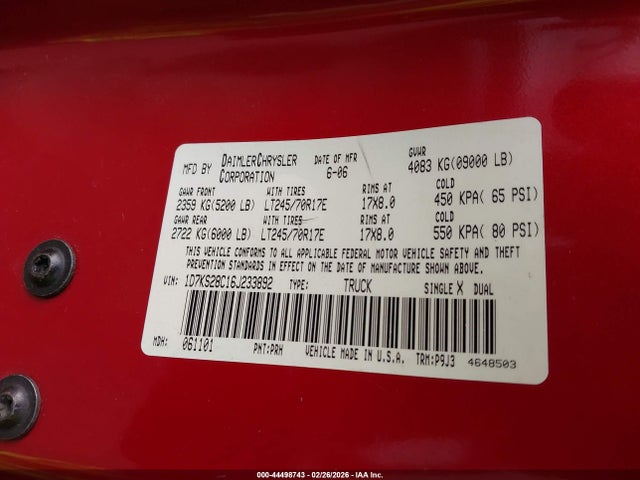 MFD BY DAIMLERCHRYSLER CORPORATION DATE OF MFR 6-06 GVWR 4083 KG(09000 LB)
GAWR FRONT WITH TIRES RIMS AT COLD
2359 KG(5200 LB) LT245/70R17E 17X8.0 450 KPA( 65 PSI)
GAWR REAR WITH TIRES RIMS AT COLD
2722 KG(6000 LB) LT245/70R17E 17X8.0 550 KPA( 80 PSI)
THIS VEHICLE CONFORMS TO ALL APPLICABLE FEDERAL MOTOR VEHICLE SAFETY AND THEFT
PREVENTION STANDARDS IN EFFECT ON THE DATE OF MANUFACTURE SHOWN ABOVE.
VIN: 1D7KS28C16J233892 TYPE: TRUCK SINGLE X DUAL
MDH: 061101 PNT:PRH VEHICLE MADE IN U.S.A. TRM:P9J3 4648503
000-44498743 / 02/26/2026 - IAA Inc.